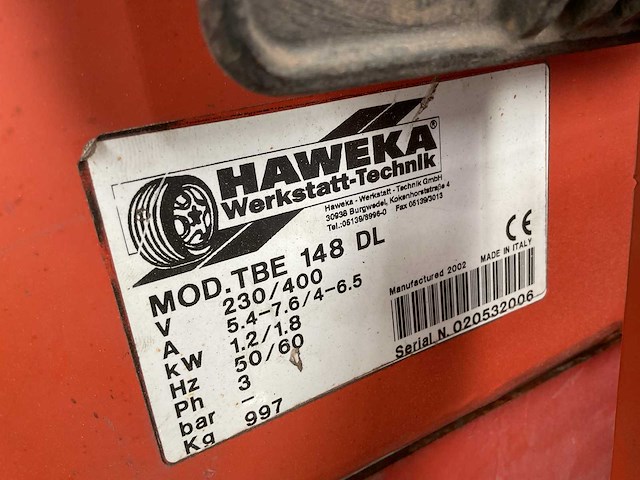 HAWEKA®
Werkstatt-Technik
Haweka - Werkstatt - Technik GmbH
30938 Burgwedel, Kokenhorststraße 4
Tel.:05139/8996-0 Fax 05139/3013
MOD. TBE 148 DL
V 230/400
A 5.4-7.6/4-6.5
kW 1.2/1.8
Hz 50/60
Ph 3
bar -
Kg 997
CE
MADE IN ITALY
Manufactured 2002
Serial N. 020532006